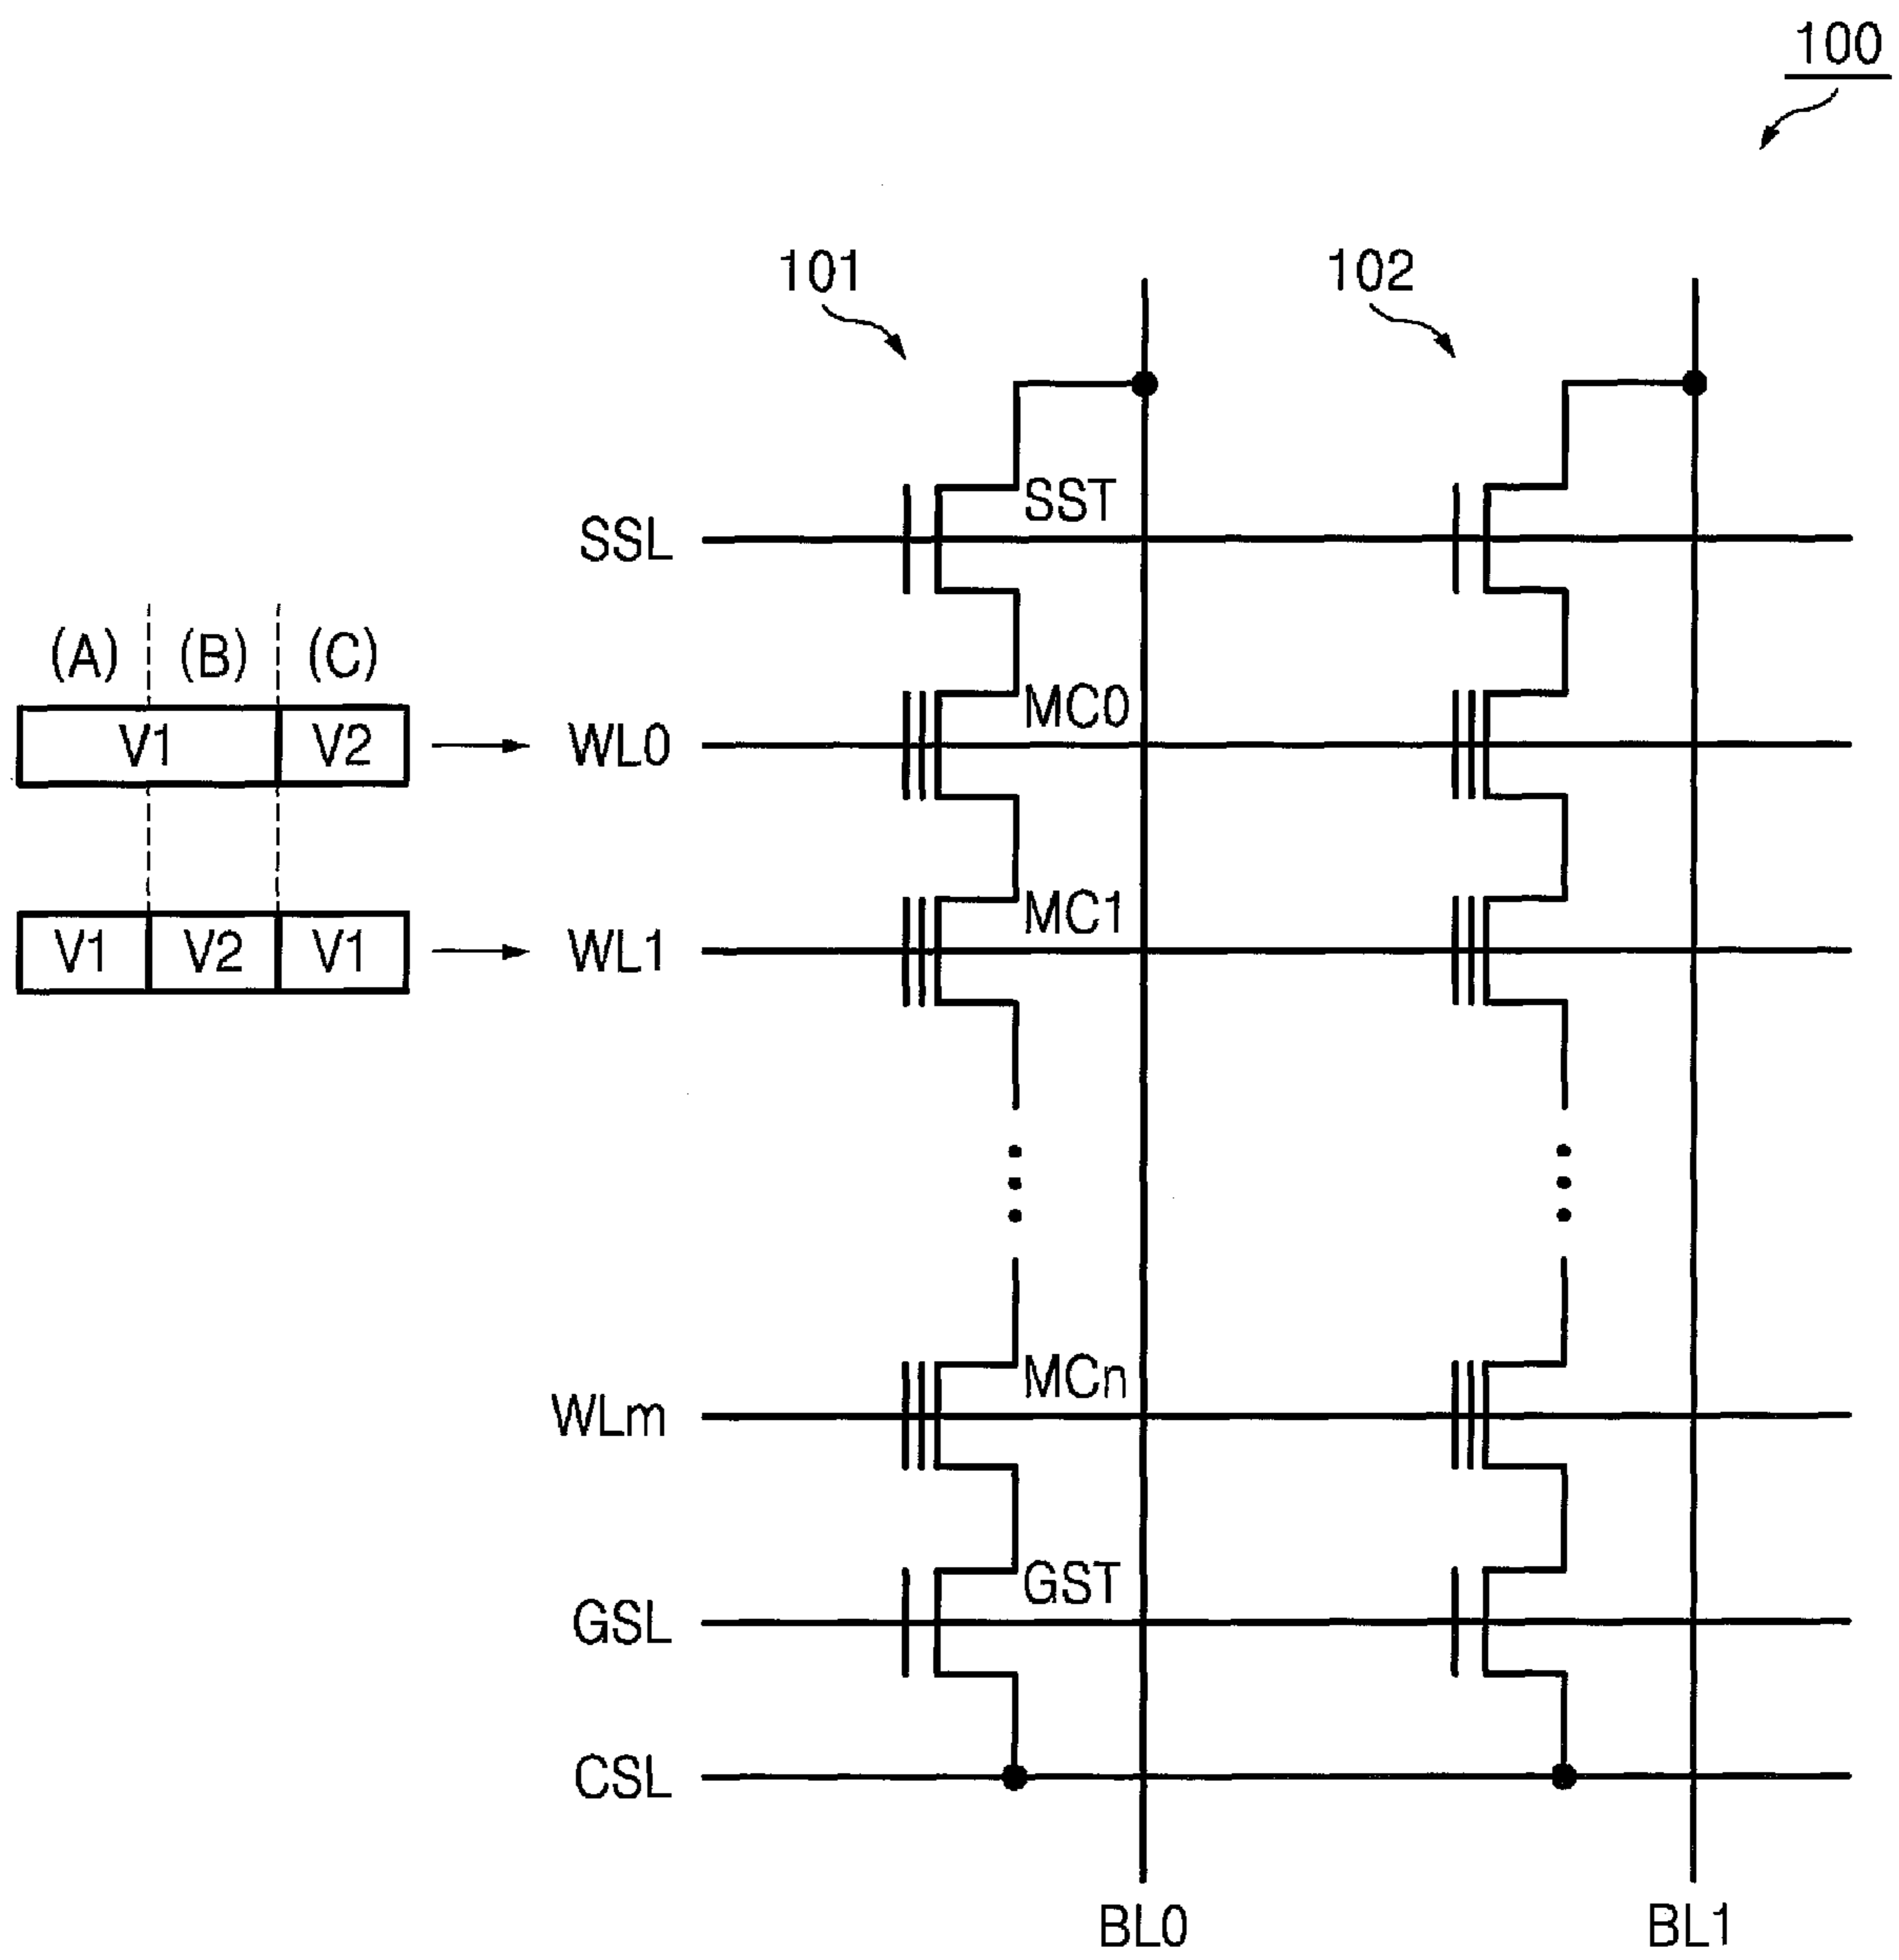 100
101 102
SST
SSL
(A) (B) (C)
MC0
V1 V2 WL0
MC1
V1 V2 V1 WL1
MCn
WLm
GST
GSL
CSL
BL0 BL1